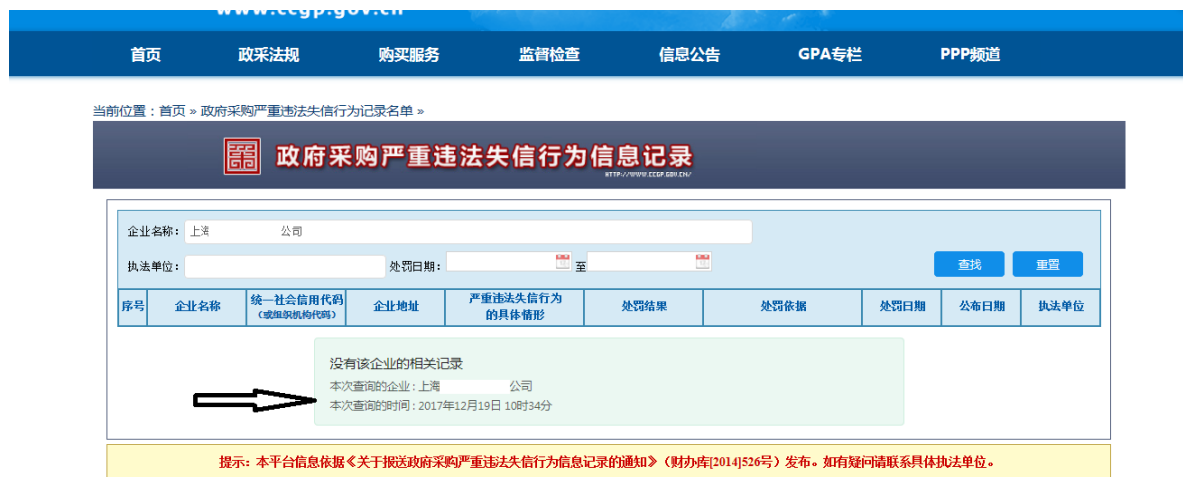 www.ccgp.gov.cn
首页 政采法规 购买服务 监督检查 信息公告 GPA专栏 PPP频道
当前位置：首页 » 政府采购严重违法失信行为记录名单 »
政府采购严重违法失信行为信息记录
HTTP://WWW.CCGP.GOV.CN/
企业名称： 上海 公司
执法单位： 处罚日期： 至 查找 重置
序号 企业名称 统一社会信用代码（或组织机构代码） 企业地址 严重违法失信行为的具体情形 处罚结果 处罚依据 处罚日期 公布日期 执法单位
没有该企业的相关记录
本次查询的企业：上海 公司
本次查询的时间：2017年12月19日 10时34分
提示：本平台信息依据《关于报送政府采购严重违法失信行为信息记录的通知》（财办库[2014]526号）发布。如有疑问请联系具体执法单位。